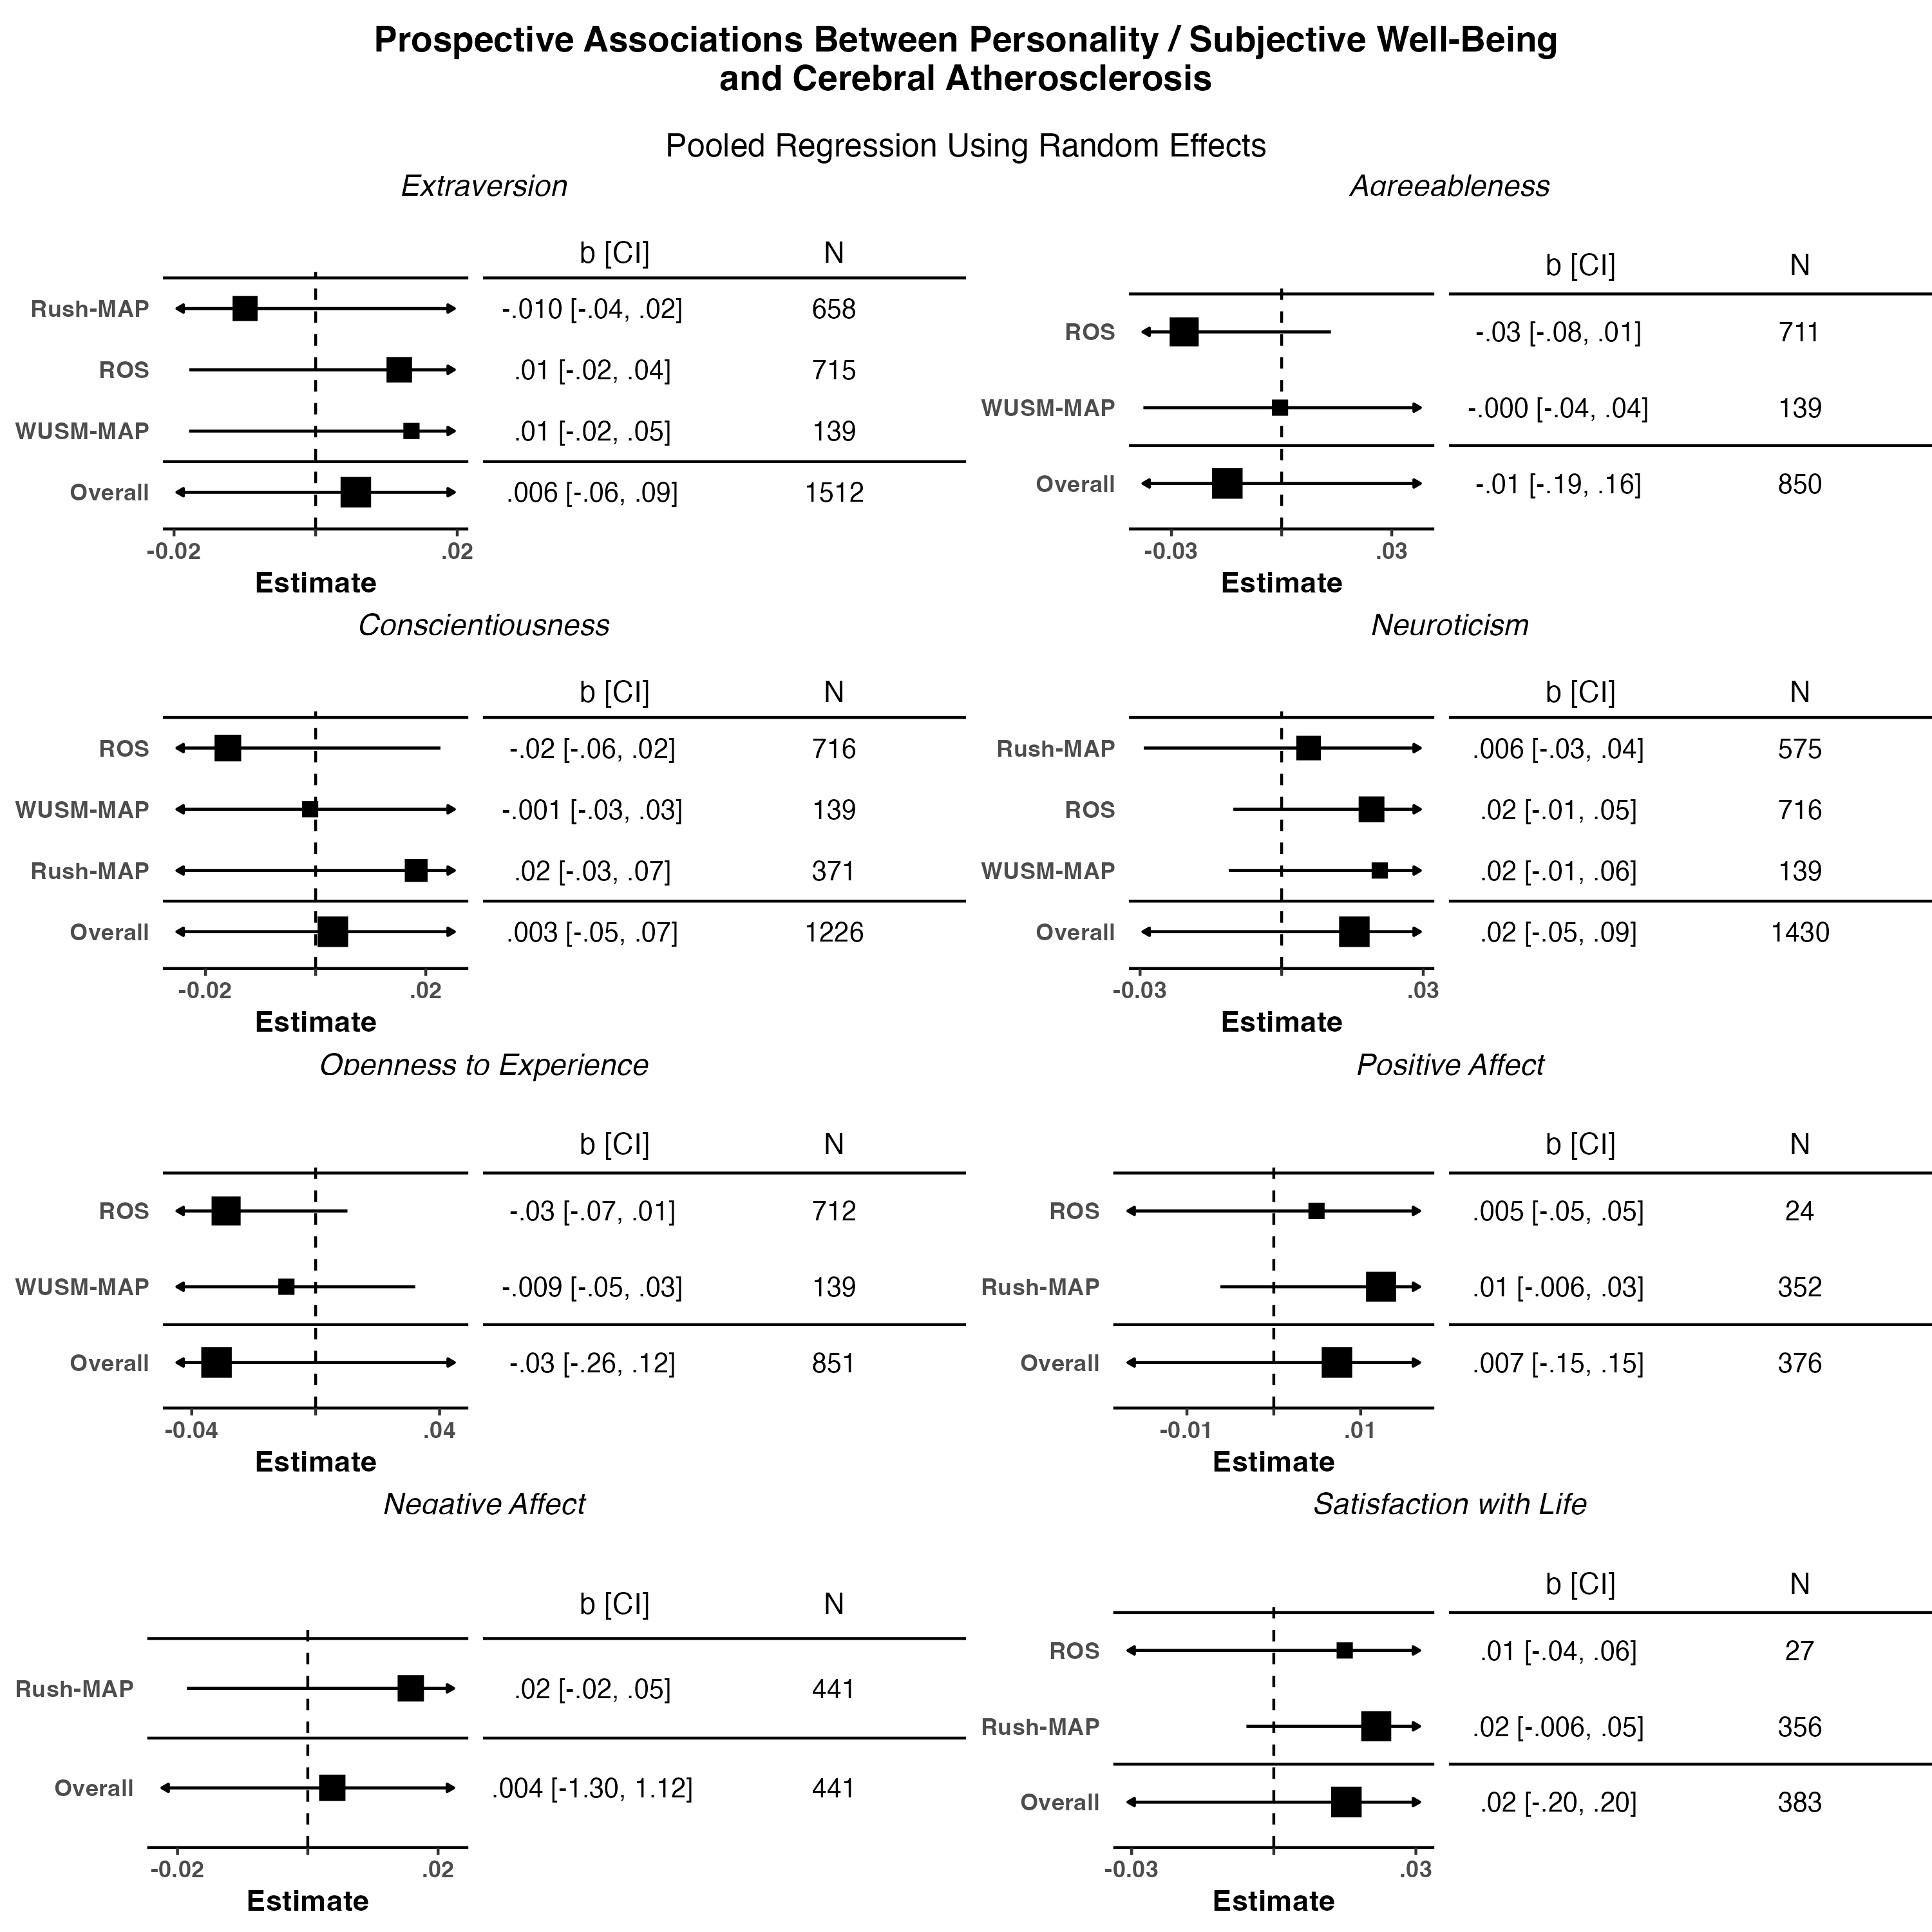 Prospective Associations Between Personality / Subjective Well-Being
and Cerebral Atherosclerosis
Pooled Regression Using Random Effects
Extraversion
b [CI] N
Rush-MAP -.010 [-.04, .02] 658
ROS .01 [-.02, .04] 715
WUSM-MAP .01 [-.02, .05] 139
Overall .006 [-.06, .09] 1512
-0.02 .02
Estimate
Agreeableness
b [CI] N
ROS -.03 [-.08, .01] 711
WUSM-MAP -.000 [-.04, .04] 139
Overall -.01 [-.19, .16] 850
-0.03 .03
Estimate
Conscientiousness
b [CI] N
ROS -.02 [-.06, .02] 716
WUSM-MAP -.001 [-.03, .03] 139
Rush-MAP .02 [-.03, .07] 371
Overall .003 [-.05, .07] 1226
-0.02 .02
Estimate
Neuroticism
b [CI] N
Rush-MAP .006 [-.03, .04] 575
ROS .02 [-.01, .05] 716
WUSM-MAP .02 [-.01, .06] 139
Overall .02 [-.05, .09] 1430
-0.03 .03
Estimate
Openness to Experience
b [CI] N
ROS -.03 [-.07, .01] 712
WUSM-MAP -.009 [-.05, .03] 139
Overall -.03 [-.26, .12] 851
-0.04 .04
Estimate
Positive Affect
b [CI] N
ROS .005 [-.05, .05] 24
Rush-MAP .01 [-.006, .03] 352
Overall .007 [-.15, .15] 376
-0.01 .01
Estimate
Negative Affect
b [CI] N
Rush-MAP .02 [-.02, .05] 441
Overall .004 [-1.30, 1.12] 441
-0.02 .02
Estimate
Satisfaction with Life
b [CI] N
ROS .01 [-.04, .06] 27
Rush-MAP .02 [-.006, .05] 356
Overall .02 [-.20, .20] 383
-0.03 .03
Estimate